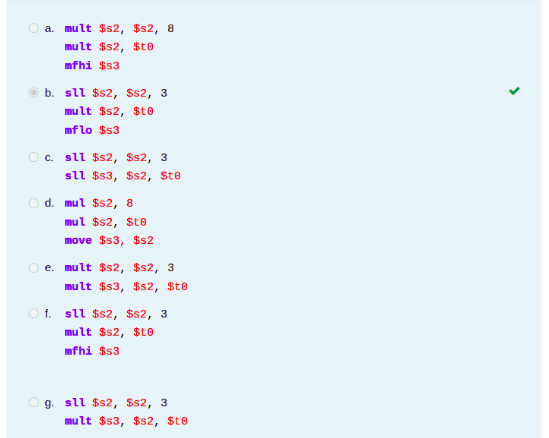 a. mult $s2, $s2, 8
mult $s2, $t0
mfhi $s3
b. sll $s2, $s2, 3
mult $s2, $t0
mflo $s3
c. sll $s2, $s2, 3
sll $s3, $s2, $t0
d. mul $s2, 8
mul $s2, $t0
move $s3, $s2
e. mult $s2, $s2, 3
mult $s3, $s2, $t0
f. sll $s2, $s2, 3
mult $s2, $t0
mfhi $s3
g. sll $s2, $s2, 3
mult $s3, $s2, $t0